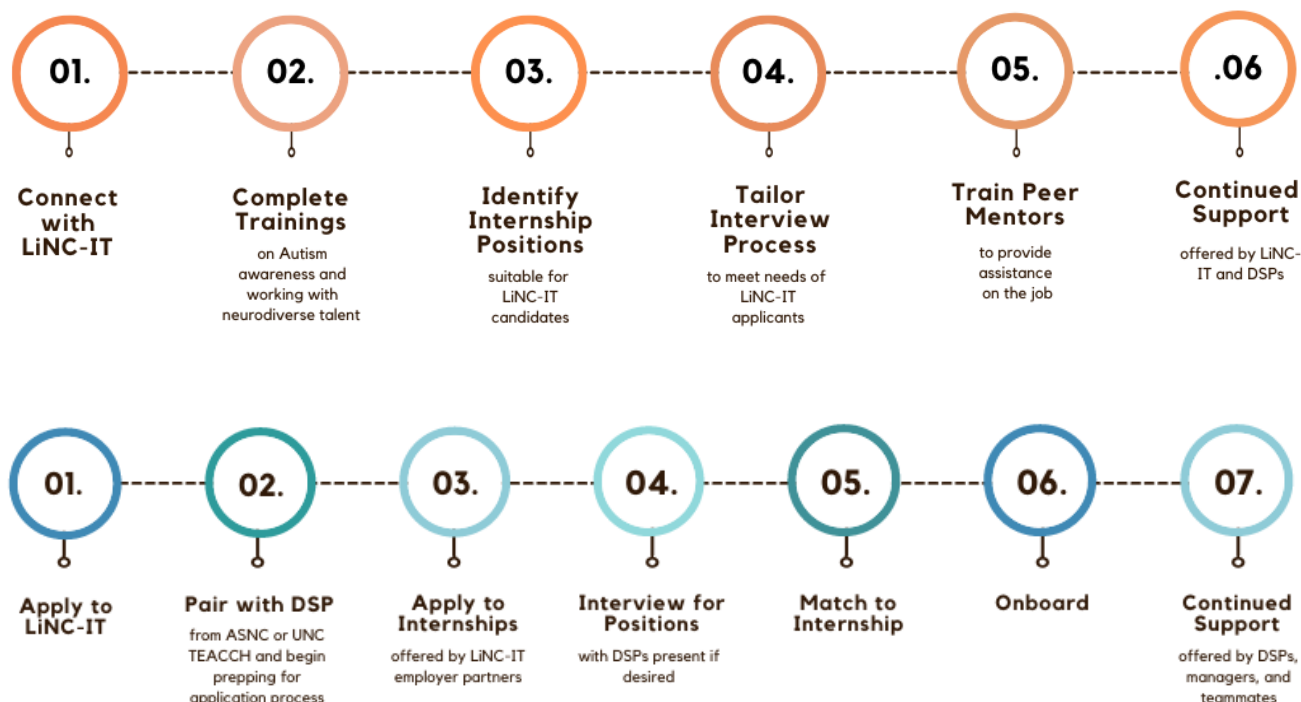 01.
02.
03.
04.
05.
.06
Connect
with
LiNC-IT
Complete
Trainings
on Autism
awareness and
working with
neurodiverse talent
Identify
Internship
Positions
suitable for
LiNC-IT
candidates
Tailor
Interview
Process
to meet needs of
LiNC-IT
applicants
Train Peer
Mentors
to provide
assistance
on the job
Continued
Support
offered by LiNC-
IT and DSPs
01.
02.
03.
04.
05.
06.
07.
Apply to
LiNC-IT
Pair with DSP
from ASNC or UNC
TEACCH and begin
prepping for
application process
Apply to
Internships
offered by LiNC-IT
employer partners
Interview for
Positions
with DSPs present if
desired
Match to
Internship
Onboard
Continued
Support
offered by DSPs,
managers, and
teammates